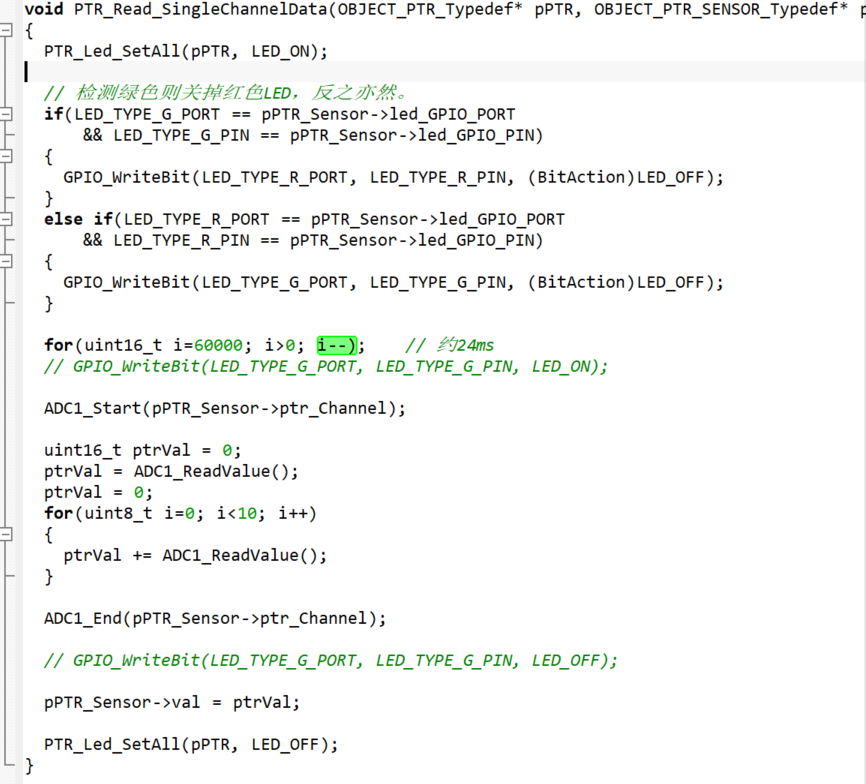 void PTR_Read_SingleChannelData(OBJECT_PTR_Typedef* pPTR, OBJECT_PTR_SENSOR_Typedef*
{
PTR_Led_SetAll(pPTR, LED_ON);
// 检测绿色则关掉红色LED，反之亦然。
if(LED_TYPE_G_PORT == pPTR_Sensor->led_GPIO_PORT
&& LED_TYPE_G_PIN == pPTR_Sensor->led_GPIO_PIN)
{
GPIO_WriteBit(LED_TYPE_R_PORT, LED_TYPE_R_PIN, (BitAction)LED_OFF);
}
else if(LED_TYPE_R_PORT == pPTR_Sensor->led_GPIO_PORT
&& LED_TYPE_R_PIN == pPTR_Sensor->led_GPIO_PIN)
{
GPIO_WriteBit(LED_TYPE_G_PORT, LED_TYPE_G_PIN, (BitAction)LED_OFF);
}
for(uint16_t i=60000; i>0; i--); // 约24ms
// GPIO_WriteBit(LED_TYPE_G_PORT, LED_TYPE_G_PIN, LED_ON);
ADC1_Start(pPTR_Sensor->ptr_Channel);
uint16_t ptrVal = 0;
ptrVal = ADC1_ReadValue();
ptrVal = 0;
for(uint8_t i=0; i<10; i++)
{
ptrVal += ADC1_ReadValue();
}
ADC1_End(pPTR_Sensor->ptr_Channel);
// GPIO_WriteBit(LED_TYPE_G_PORT, LED_TYPE_G_PIN, LED_OFF);
pPTR_Sensor->val = ptrVal;
PTR_Led_SetAll(pPTR, LED_OFF);
}